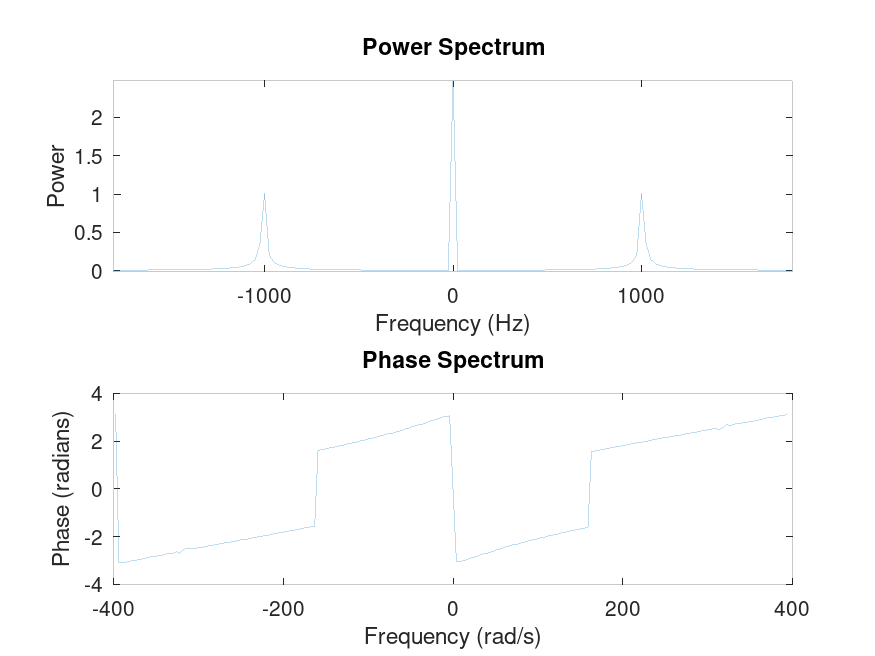 Power Spectrum
2
1.5
1
0.5
0
Power
-1000 0 1000
Frequency (Hz)
Phase Spectrum
4
2
0
-2
-4
Phase (radians)
-400 -200 0 200 400
Frequency (rad/s)